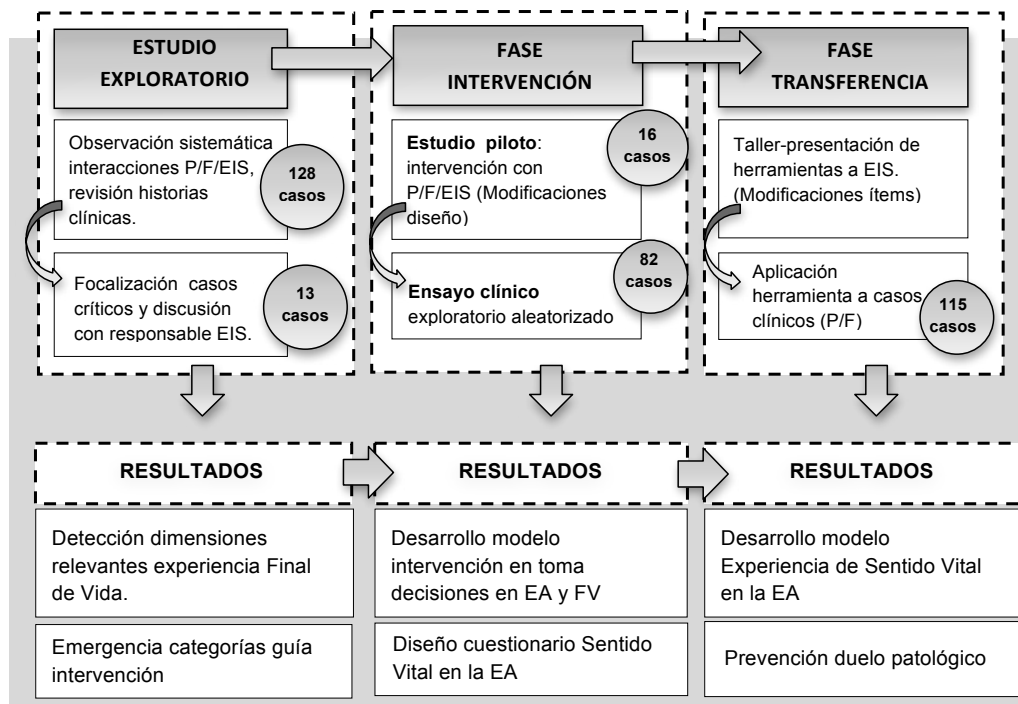 ESTUDIO
EXPLORATORIO
Observación sistemática
interacciones P/F/EIS,
revisión historias
clínicas.
128
casos
Focalización casos
críticos y discusión
con responsable EIS.
13
casos
FASE
INTERVENCIÓN
Estudio piloto:
intervención con
P/F/EIS (Modificaciones
diseño)
16
casos
Ensayo clínico
exploratorio aleatorizado
82
casos
FASE
TRANSFERENCIA
Taller-presentación de
herramientas a EIS.
(Modificaciones ítems)
Aplicación
herramienta a casos
clínicos (P/F)
115
casos
RESULTADOS
Detección dimensiones
relevantes experiencia Final
de Vida.
Emergencia categorías guía
intervención
RESULTADOS
Desarrollo modelo
intervención en toma
decisiones en EA y FV
Diseño cuestionario Sentido
Vital en la EA
RESULTADOS
Desarrollo modelo
Experiencia de Sentido Vital
en la EA
Prevención duelo patológico